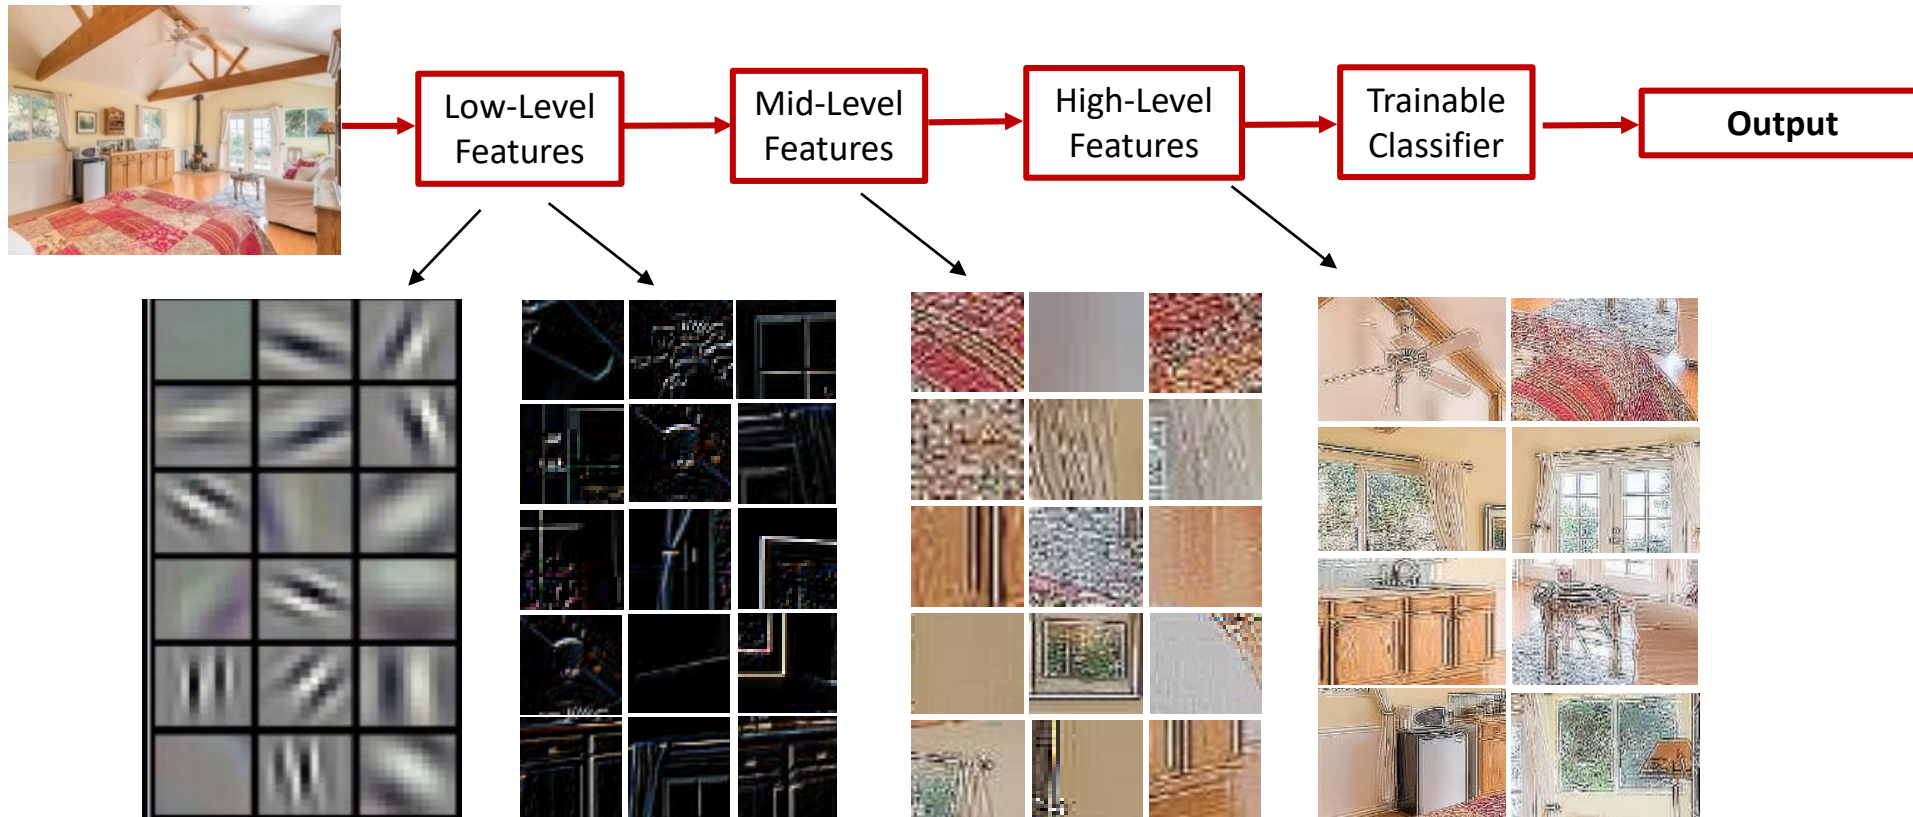 Low-Level
Features
Mid-Level
Features
High-Level
Features
Trainable
Classifier
Output